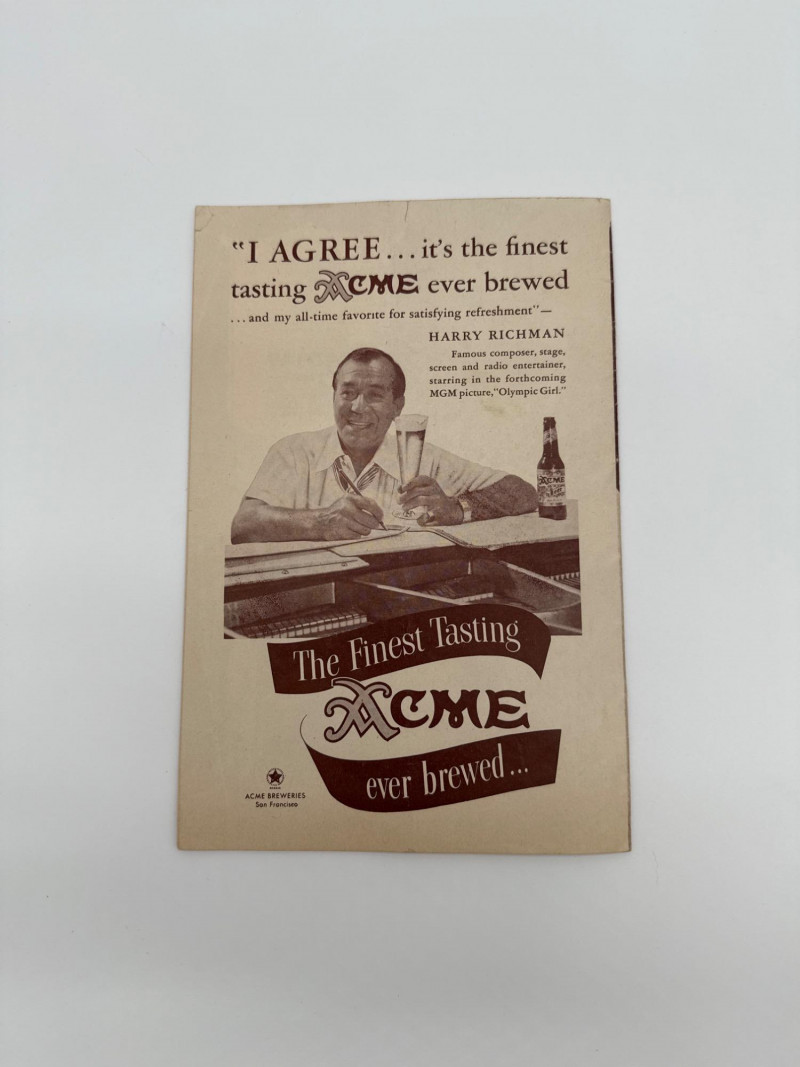 "I AGREE...it's the finest
tasting ACME ever brewed
...and my all-time favorite for satisfying refreshment"—
HARRY RICHMAN
Famous composer, stage,
screen and radio entertainer,
starring in the forthcoming
MGM picture, "Olympic Girl."
ACME
The Finest Tasting
ACME
ever brewed...
ACME BREWERIES
San Francisco